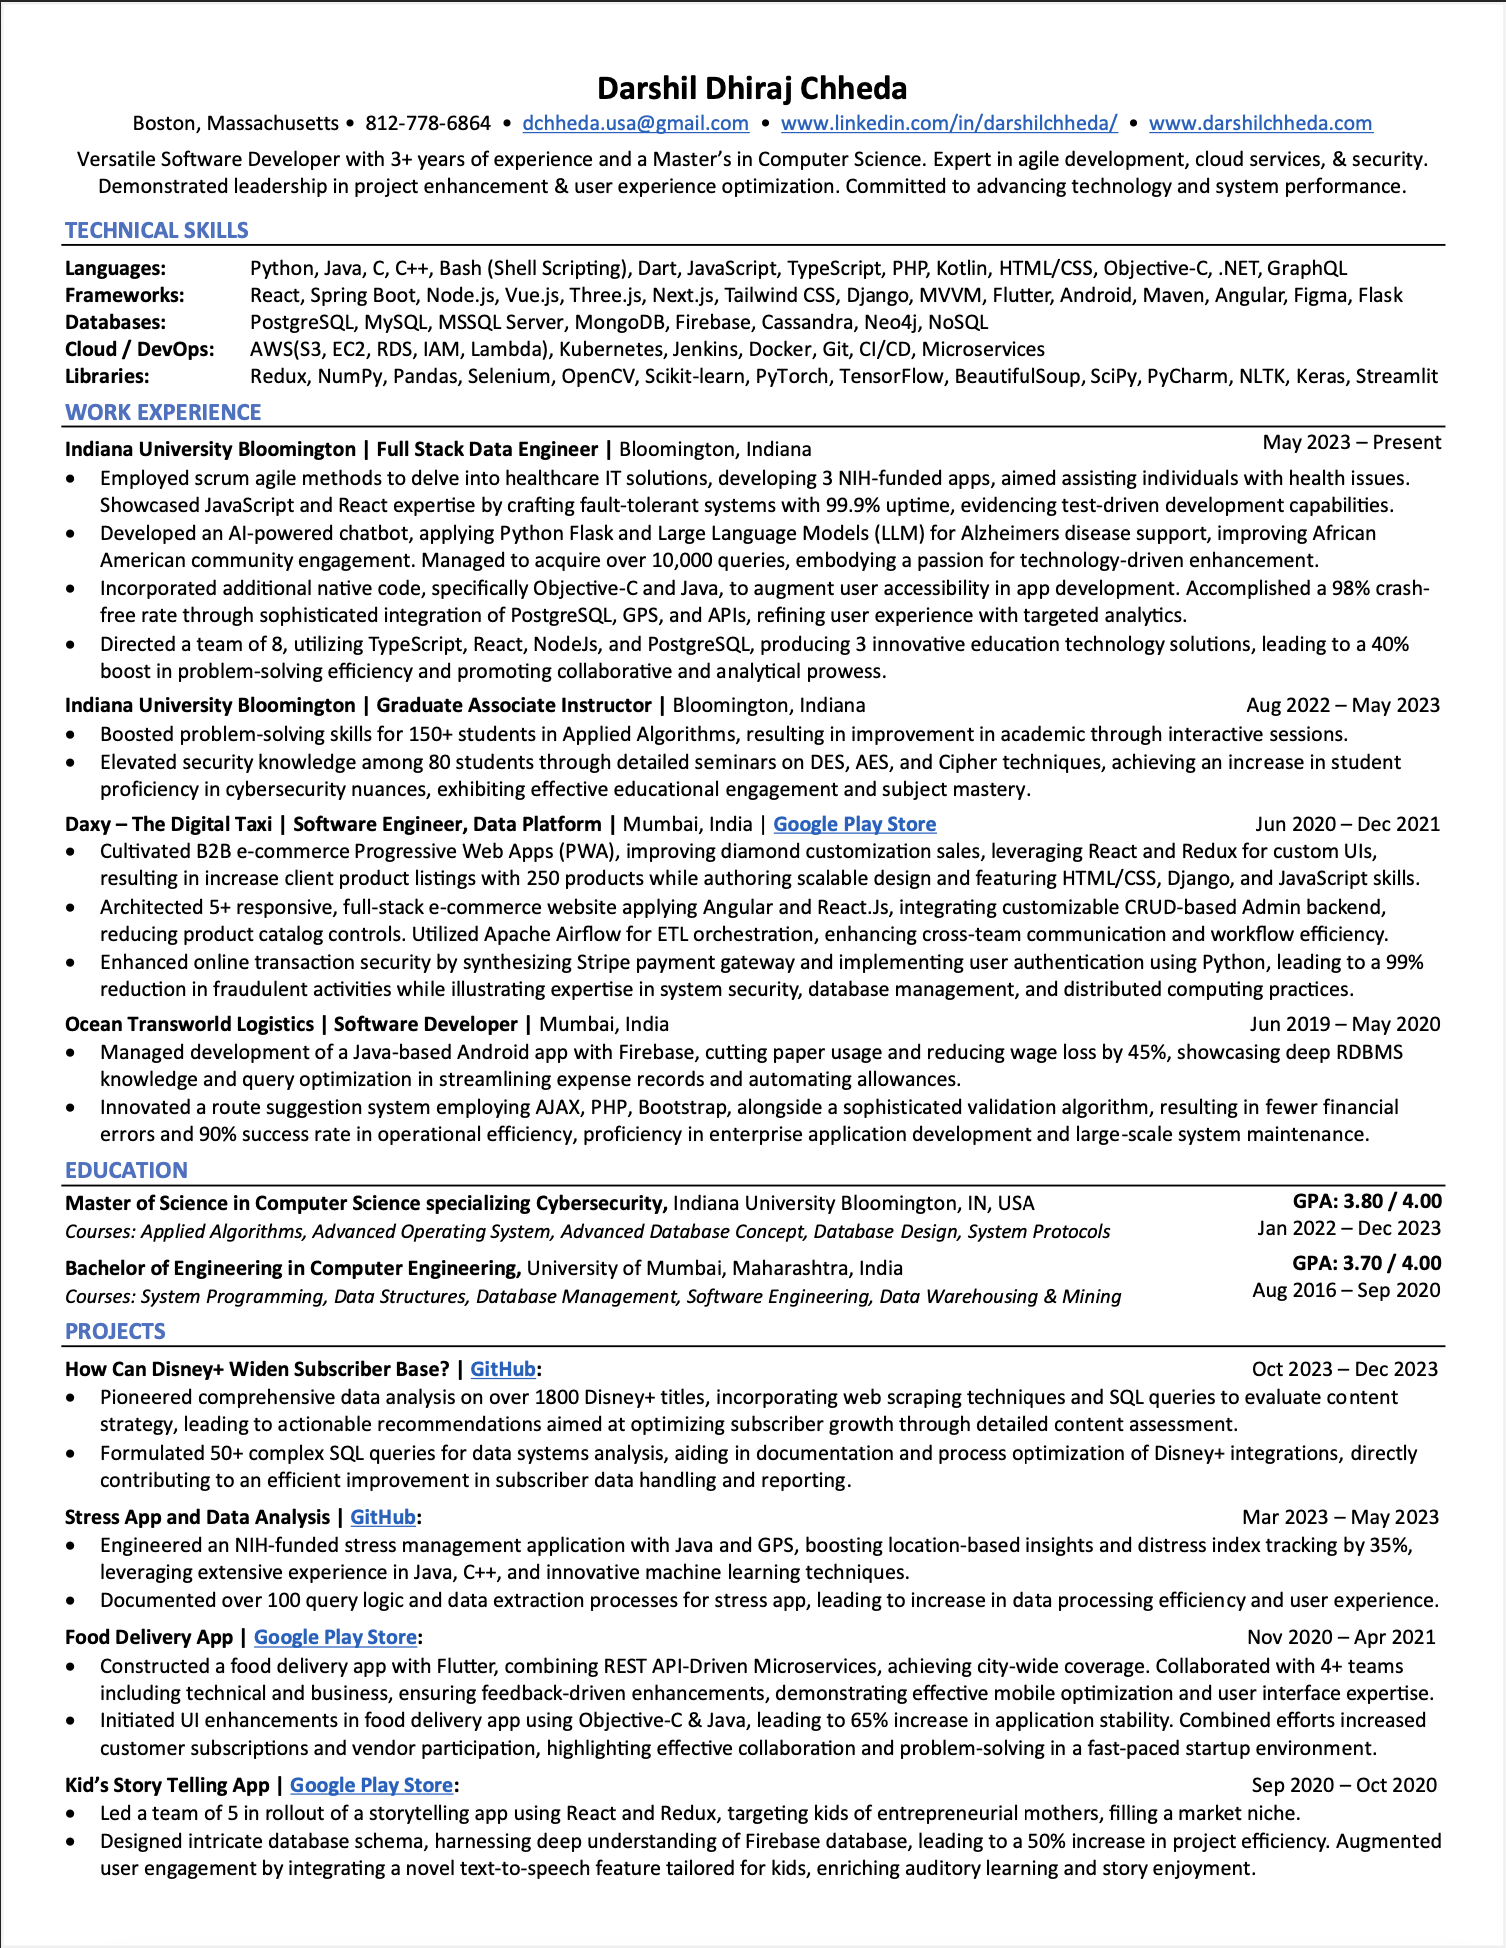 Darshil Dhiraj Chheda
Boston, Massachusetts • 812-778-6864 • dchheda.usa@gmail.com • www.linkedin.com/in/darshilchheda/ • www.darshilchheda.com
Versatile Software Developer with 3+ years of experience and a Master’s in Computer Science. Expert in agile development, cloud services, & security.
Demonstrated leadership in project enhancement & user experience optimization. Committed to advancing technology and system performance.
TECHNICAL SKILLS
Languages: Python, Java, C, C++, Bash (Shell Scripting), Dart, JavaScript, TypeScript, PHP, Kotlin, HTML/CSS, Objective-C, .NET, GraphQL
Frameworks: React, Spring Boot, Node.js, Vue.js, Three.js, Next.js, Tailwind CSS, Django, MVVM, Flutter, Android, Maven, Angular, Figma, Flask
Databases: PostgreSQL, MySQL, MSSQL Server, MongoDB, Firebase, Cassandra, Neo4j, NoSQL
Cloud / DevOps: AWS(S3, EC2, RDS, IAM, Lambda), Kubernetes, Jenkins, Docker, Git, CI/CD, Microservices
Libraries: Redux, NumPy, Pandas, Selenium, OpenCV, Scikit-learn, PyTorch, TensorFlow, BeautifulSoup, SciPy, PyCharm, NLTK, Keras, Streamlit
WORK EXPERIENCE
Indiana University Bloomington | Full Stack Data Engineer | Bloomington, Indiana May 2023 – Present
• Employed scrum agile methods to delve into healthcare IT solutions, developing 3 NIH-funded apps, aimed assisting individuals with health issues.
Showcased JavaScript and React expertise by crafting fault-tolerant systems with 99.9% uptime, evidencing test-driven development capabilities.
• Developed an AI-powered chatbot, applying Python Flask and Large Language Models (LLM) for Alzheimers disease support, improving African
American community engagement. Managed to acquire over 10,000 queries, embodying a passion for technology-driven enhancement.
• Incorporated additional native code, specifically Objective-C and Java, to augment user accessibility in app development. Accomplished a 98% crash-
free rate through sophisticated integration of PostgreSQL, GPS, and APIs, refining user experience with targeted analytics.
• Directed a team of 8, utilizing TypeScript, React, NodeJs, and PostgreSQL, producing 3 innovative education technology solutions, leading to a 40%
boost in problem-solving efficiency and promoting collaborative and analytical prowess.
Indiana University Bloomington | Graduate Associate Instructor | Bloomington, Indiana Aug 2022 – May 2023
• Boosted problem-solving skills for 150+ students in Applied Algorithms, resulting in improvement in academic through interactive sessions.
• Elevated security knowledge among 80 students through detailed seminars on DES, AES, and Cipher techniques, achieving an increase in student
proficiency in cybersecurity nuances, exhibiting effective educational engagement and subject mastery.
Daxy – The Digital Taxi | Software Engineer, Data Platform | Mumbai, India | Google Play Store Jun 2020 – Dec 2021
• Cultivated B2B e-commerce Progressive Web Apps (PWA), improving diamond customization sales, leveraging React and Redux for custom UIs,
resulting in increase client product listings with 250 products while authoring scalable design and featuring HTML/CSS, Django, and JavaScript skills.
• Architected 5+ responsive, full-stack e-commerce website applying Angular and React.Js, integrating customizable CRUD-based Admin backend,
reducing product catalog controls. Utilized Apache Airflow for ETL orchestration, enhancing cross-team communication and workflow efficiency.
• Enhanced online transaction security by synthesizing Stripe payment gateway and implementing user authentication using Python, leading to a 99%
reduction in fraudulent activities while illustrating expertise in system security, database management, and distributed computing practices.
Ocean Transworld Logistics | Software Developer | Mumbai, India Jun 2019 – May 2020
• Managed development of a Java-based Android app with Firebase, cutting paper usage and reducing wage loss by 45%, showcasing deep RDBMS
knowledge and query optimization in streamlining expense records and automating allowances.
• Innovated a route suggestion system employing AJAX, PHP, Bootstrap, alongside a sophisticated validation algorithm, resulting in fewer financial
errors and 90% success rate in operational efficiency, proficiency in enterprise application development and large-scale system maintenance.
EDUCATION
Master of Science in Computer Science specializing Cybersecurity, Indiana University Bloomington, IN, USA GPA: 3.80 / 4.00
Courses: Applied Algorithms, Advanced Operating System, Advanced Database Concept, Database Design, System Protocols Jan 2022 – Dec 2023
Bachelor of Engineering in Computer Engineering, University of Mumbai, Maharashtra, India GPA: 3.70 / 4.00
Courses: System Programming, Data Structures, Database Management, Software Engineering, Data Warehousing & Mining Aug 2016 – Sep 2020
PROJECTS
How Can Disney+ Widen Subscriber Base? | GitHub: Oct 2023 – Dec 2023
• Pioneered comprehensive data analysis on over 1800 Disney+ titles, incorporating web scraping techniques and SQL queries to evaluate content
strategy, leading to actionable recommendations aimed at optimizing subscriber growth through detailed content assessment.
• Formulated 50+ complex SQL queries for data systems analysis, aiding in documentation and process optimization of Disney+ integrations, directly
contributing to an efficient improvement in subscriber data handling and reporting.
Stress App and Data Analysis | GitHub: Mar 2023 – May 2023
• Engineered an NIH-funded stress management application with Java and GPS, boosting location-based insights and distress index tracking by 35%,
leveraging extensive experience in Java, C++, and innovative machine learning techniques.
• Documented over 100 query logic and data extraction processes for stress app, leading to increase in data processing efficiency and user experience.
Food Delivery App | Google Play Store: Nov 2020 – Apr 2021
• Constructed a food delivery app with Flutter, combining REST API-Driven Microservices, achieving city-wide coverage. Collaborated with 4+ teams
including technical and business, ensuring feedback-driven enhancements, demonstrating effective mobile optimization and user interface expertise.
• Initiated UI enhancements in food delivery app using Objective-C & Java, leading to 65% increase in application stability. Combined efforts increased
customer subscriptions and vendor participation, highlighting effective collaboration and problem-solving in a fast-paced startup environment.
Kid’s Story Telling App | Google Play Store: Sep 2020 – Oct 2020
• Led a team of 5 in rollout of a storytelling app using React and Redux, targeting kids of entrepreneurial mothers, filling a market niche.
• Designed intricate database schema, harnessing deep understanding of Firebase database, leading to a 50% increase in project efficiency. Augmented
user engagement by integrating a novel text-to-speech feature tailored for kids, enriching auditory learning and story enjoyment.